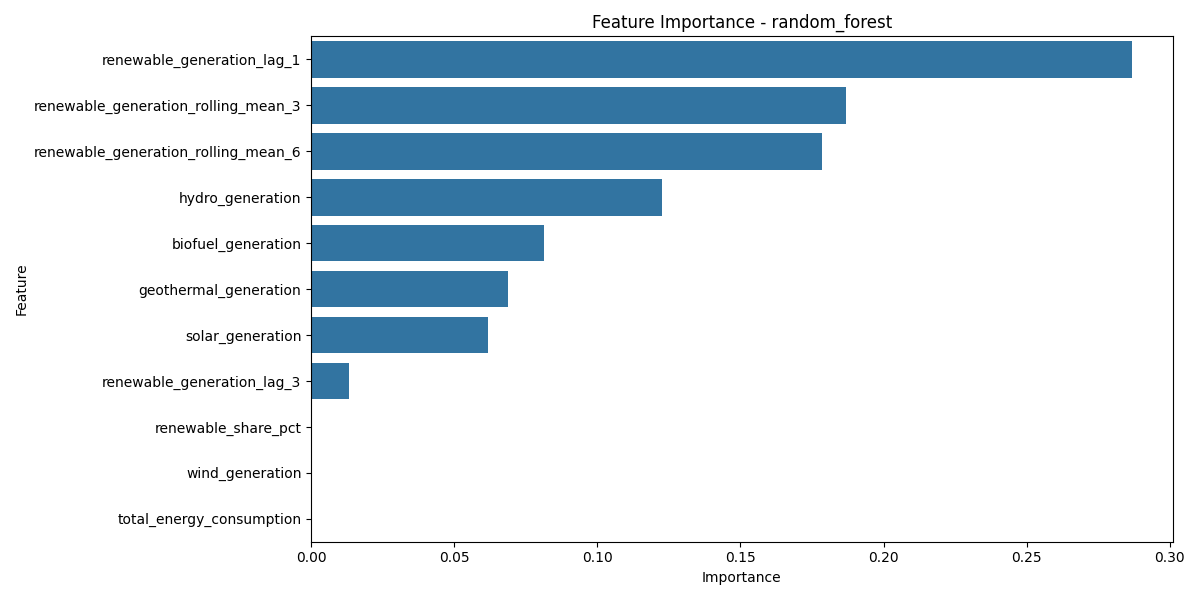 Feature Importance - random_forest
Feature
renewable_generation_lag_1
renewable_generation_rolling_mean_3
renewable_generation_rolling_mean_6
hydro_generation
biofuel_generation
geothermal_generation
solar_generation
renewable_generation_lag_3
renewable_share_pct
wind_generation
total_energy_consumption
0.00 0.05 0.10 0.15 0.20 0.25 0.30
Importance